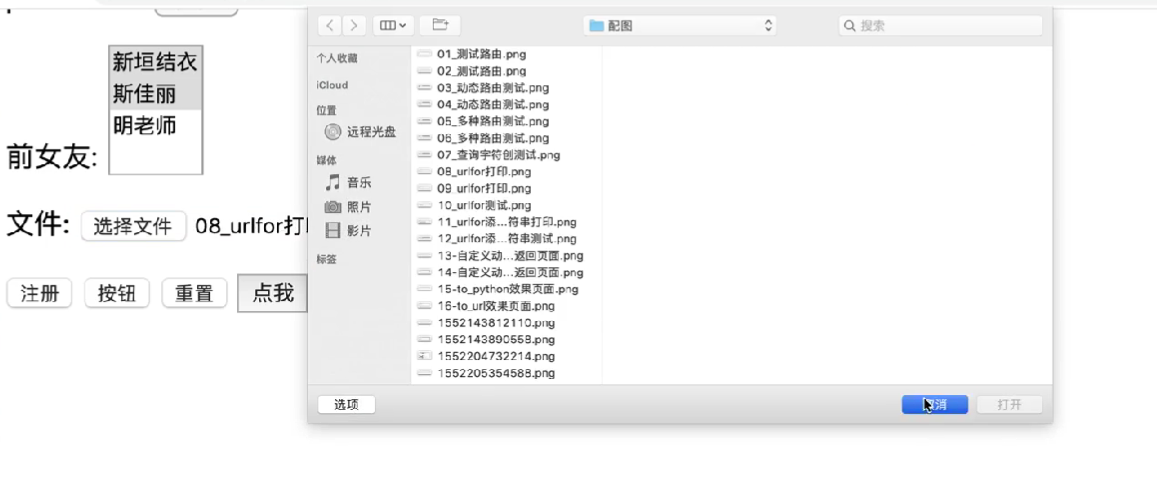 配图
搜索
新垣结衣
斯佳丽
明老师
前女友:
文件: 选择文件 08_urlfor打
注册 按钮 重置 点我
个人收藏
iCloud
位置
远程光盘
媒体
音乐
照片
影片
标签
01_测试路由.png
02_测试路由.png
03_动态路由测试.png
04_动态路由测试.png
05_多种路由测试.png
06_多种路由测试.png
07_查询字符创测试.png
08_urlfor打印.png
09_urlfor打印.png
10_urlfor测试.png
11_urlfor添...符串打印.png
12_urlfor添...符串测试.png
13-自定义动...返回页面.png
14-自定义动...返回页面.png
15-to_python效果页面.png
16-to_url效果页面.png
1552143812110.png
1552143890558.png
1552204732214.png
1552205354588.png
选项
打开